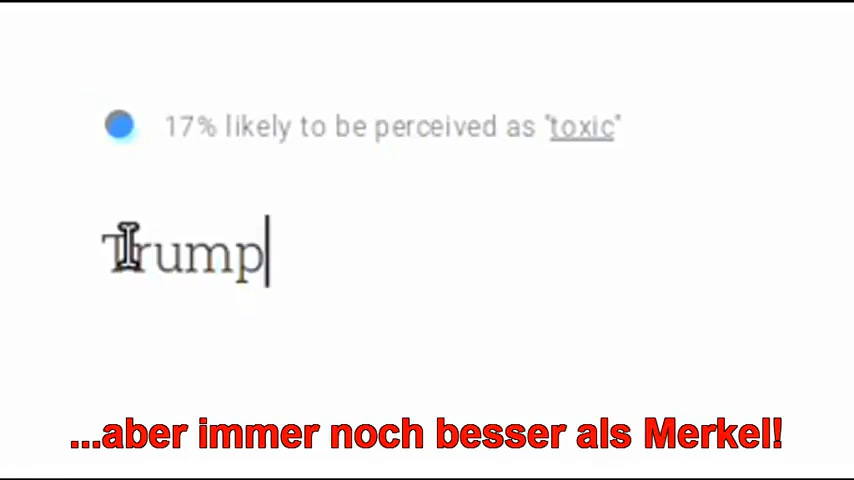 17% likely to be perceived as "toxic"
Trump
...aber immer noch besser als Merkel!